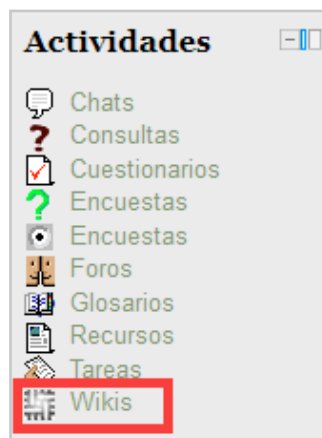 Actividades
Chats
Consultas
Cuestionarios
Encuestas
Encuestas
Foros
Glosarios
Recursos
Tareas
Wikis